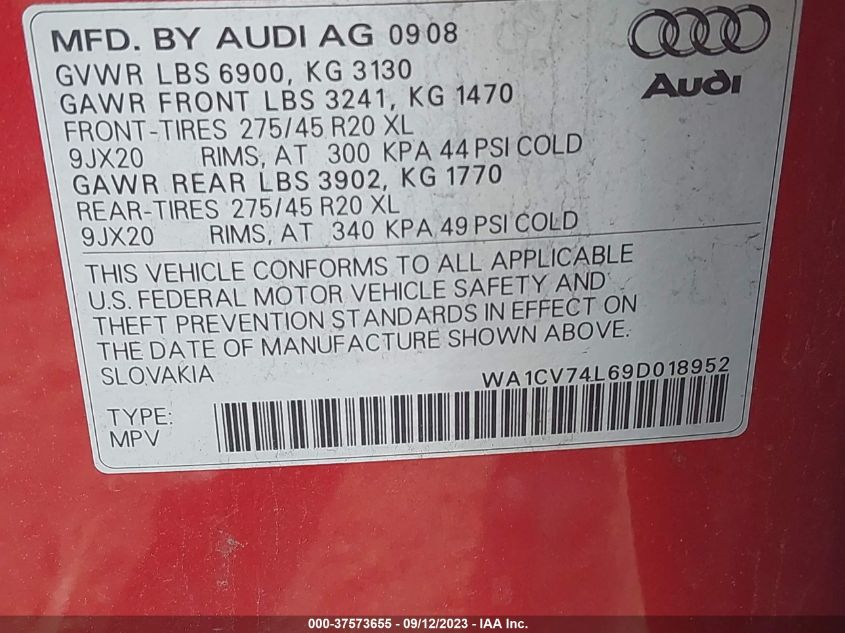 MFD. BY AUDI AG 0908
Audi
GVWR LBS 6900, KG 3130
GAWR FRONT LBS 3241, KG 1470
FRONT-TIRES 275/45 R20 XL
9JX20 RIMS, AT 300 KPA 44 PSI COLD
GAWR REAR LBS 3902, KG 1770
REAR-TIRES 275/45 R20 XL
9JX20 RIMS, AT 340 KPA 49 PSI COLD
THIS VEHICLE CONFORMS TO ALL APPLICABLE
U.S. FEDERAL MOTOR VEHICLE SAFETY AND
THEFT PREVENTION STANDARDS IN EFFECT ON
THE DATE OF MANUFACTURE SHOWN ABOVE.
SLOVAKIA WA1CV74L69D018952
TYPE:
MPV
000-37573655 - 09/12/2023 - IAA Inc.